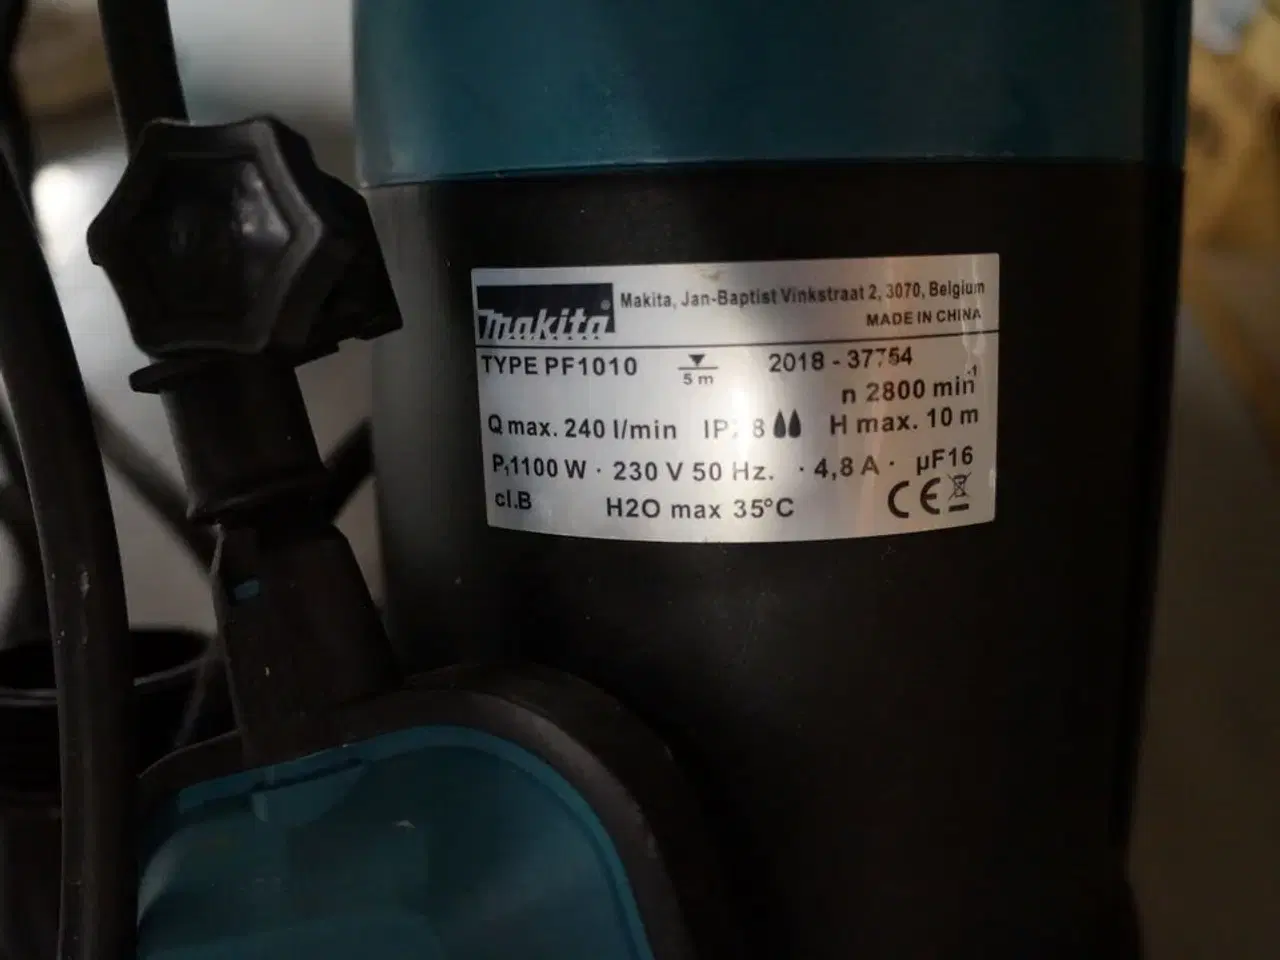 makita®
Makita, Jan-Baptist Vinkstraat 2, 3070, Belgium
MADE IN CHINA
TYPE PF1010
5 m
2018 - 37754
n 2800 min-1
Q max. 240 l/min
H max. 10 m
P1 1100 W · 230 V 50 Hz. · 4,8 A · µF16
cl.B
H2O max 35°C
CE